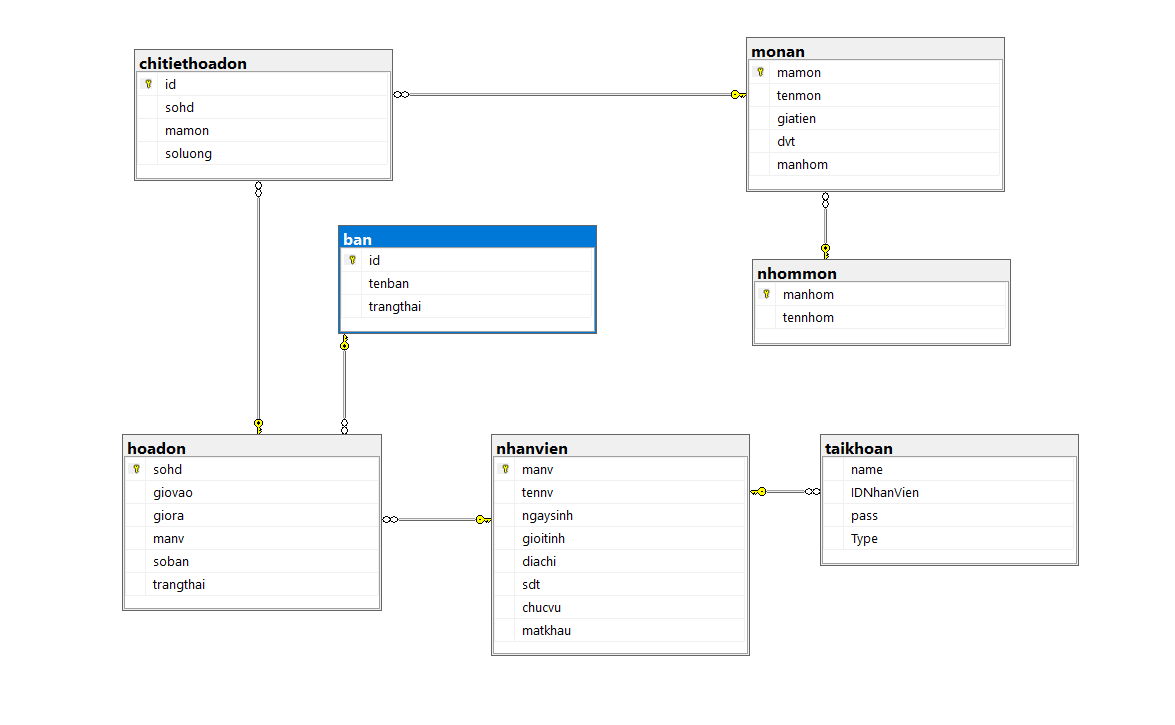 chitiethoadon
id
sohd
mamon
soluong
monan
mamon
tenmon
giatien
dvt
manhom
ban
id
tenban
trangthai
nhommon
manhom
tennhom
hoadon
sohd
giovao
giora
manv
soban
trangthai
nhanvien
manv
tennv
ngaysinh
gioitinh
diachi
sdt
chucvu
matkhau
taikhoan
name
IDNhanVien
pass
Type